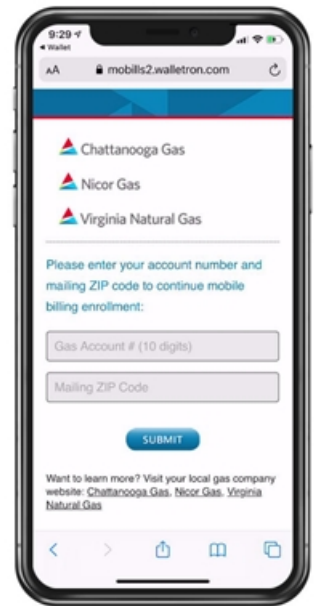 9:29
Wallet
AA mobills2.walletron.com
Chattanooga Gas
Nicor Gas
Virginia Natural Gas
Please enter your account number and
mailing ZIP code to continue mobile
billing enrollment:
Gas Account # (10 digits)
Mailing ZIP Code
SUBMIT
Want to learn more? Visit your local gas company
website: Chattanooga Gas, Nicor Gas, Virginia
Natural Gas